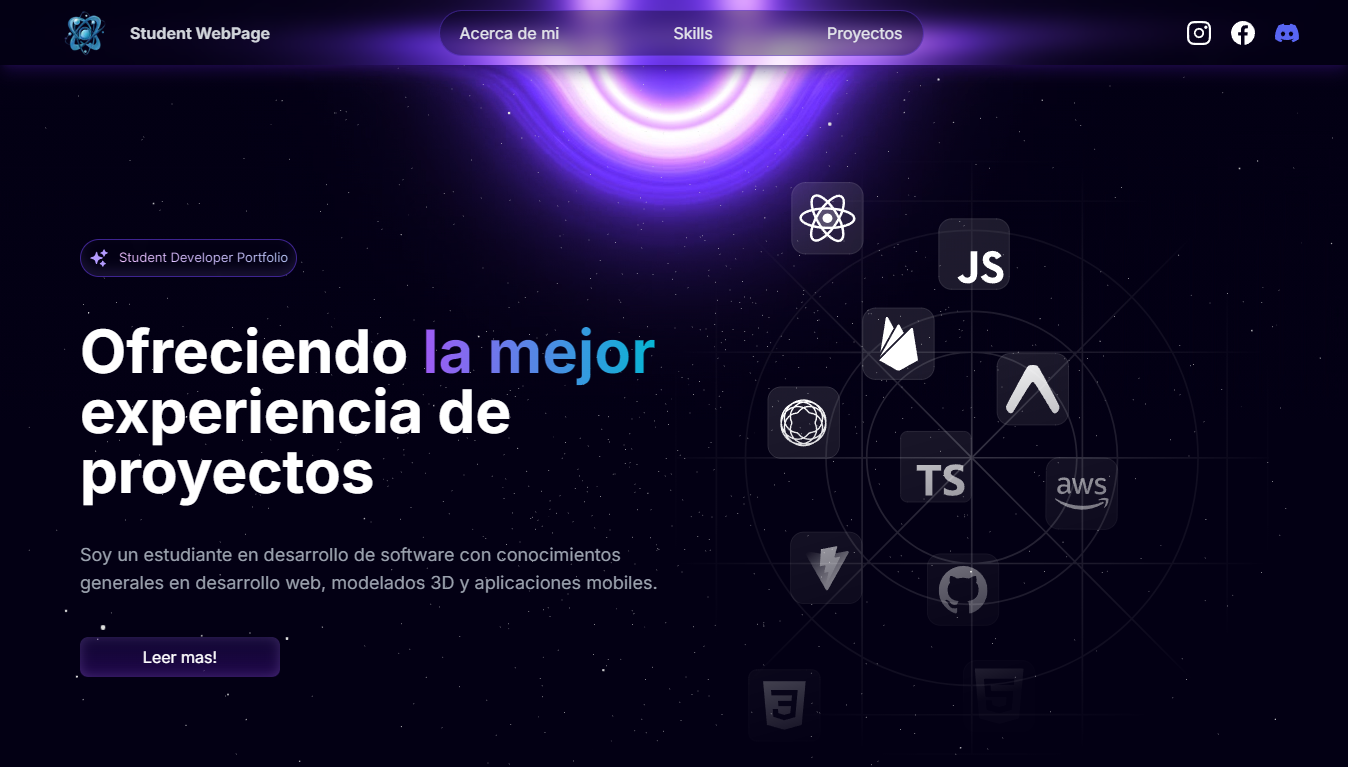 Student WebPage
Acerca de mi
Skills
Proyectos
Student Developer Portfolio
Ofreciendo la mejor
experiencia de
proyectos
Soy un estudiante en desarrollo de software con conocimientos
generales en desarrollo web, modelados 3D y aplicaciones mobiles.
Leer mas!
JS
TS
aws
3
5